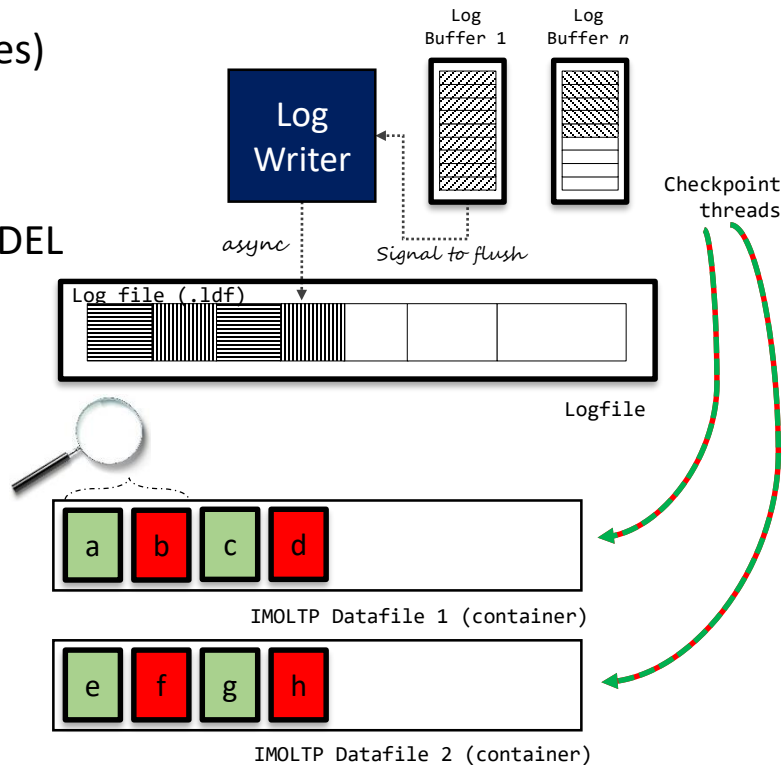 es)
DEL
Log
Buffer 1
Log
Buffer n
Log
Writer
Checkpoint
threads
async
Signal to flush
Log file (.ldf)
Logfile
a b c d
IMOLTP Datafile 1 (container)
e f g h
IMOLTP Datafile 2 (container)